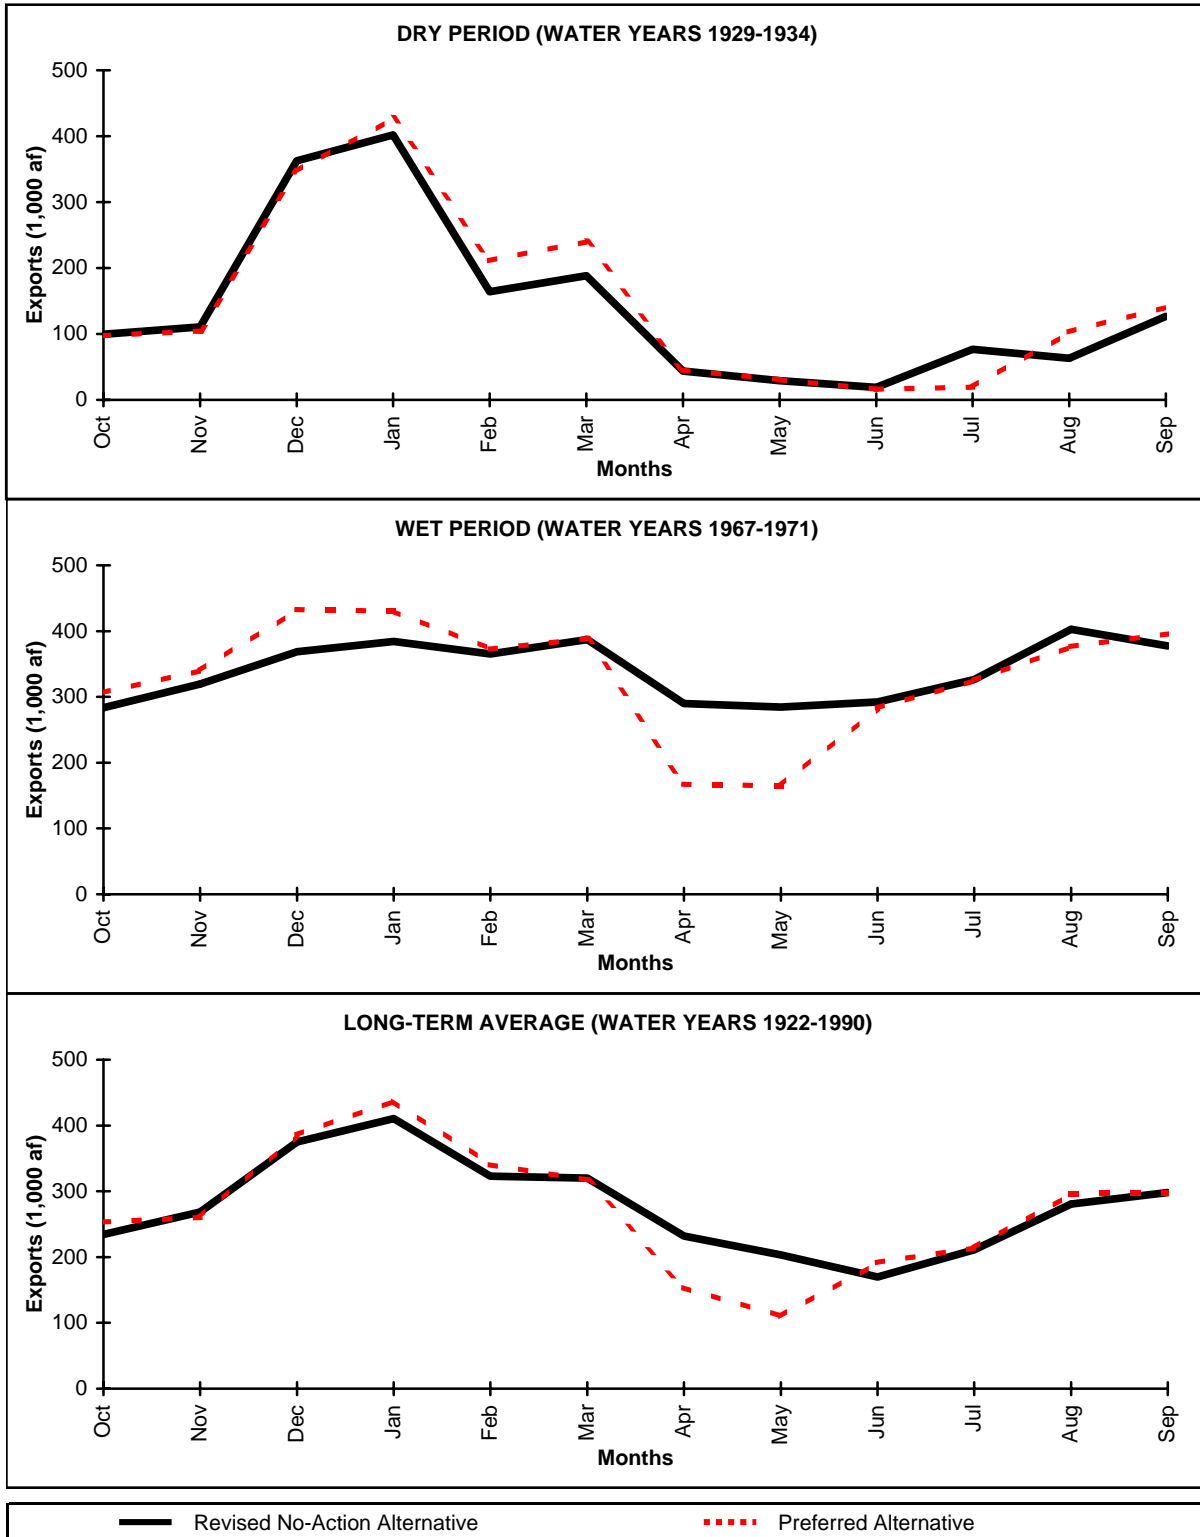 DRY PERIOD (WATER YEARS 1929-1934)
500
400
300
200
100
0
Exports (1,000 af)
Oct Nov Dec Jan Feb Mar Apr May Jun Jul Aug Sep
Months
WET PERIOD (WATER YEARS 1967-1971)
500
400
300
200
100
0
Exports (1,000 af)
Oct Nov Dec Jan Feb Mar Apr May Jun Jul Aug Sep
Months
LONG-TERM AVERAGE (WATER YEARS 1922-1990)
500
400
300
200
100
0
Exports (1,000 af)
Oct Nov Dec Jan Feb Mar Apr May Jun Jul Aug Sep
Months
Revised No-Action Alternative Preferred Alternative